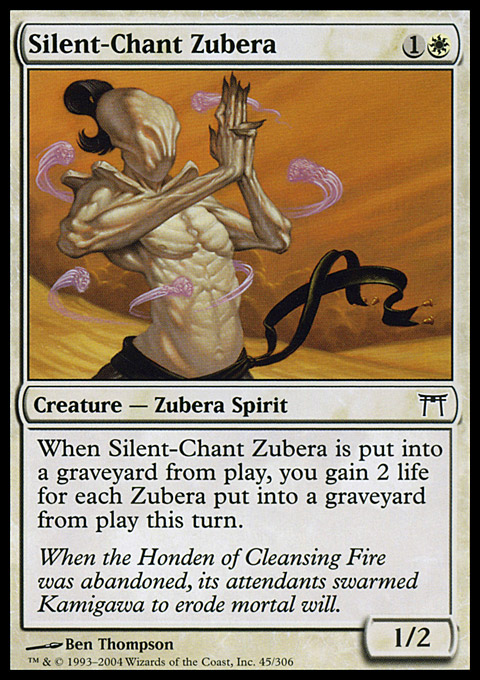 Silent-Chant Zubera 1
Creature — Zubera Spirit
When Silent-Chant Zubera is put into
a graveyard from play, you gain 2 life
for each Zubera put into a graveyard
from play this turn.
When the Honden of Cleansing Fire
was abandoned, its attendants swarmed
Kamigawa to erode mortal will.
Ben Thompson
1/2
™ & © 1993–2004 Wizards of the Coast, Inc. 45/306